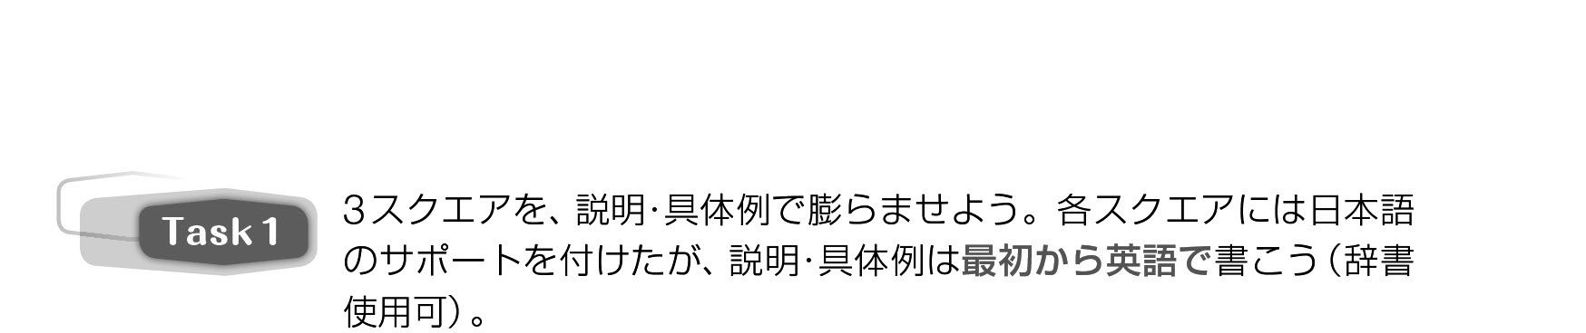 Task 1
3スクエアを、説明・具体例で膨らませよう。各スクエアには日本語
のサポートを付けたが、説明・具体例は最初から英語で書こう（辞書
使用可）。